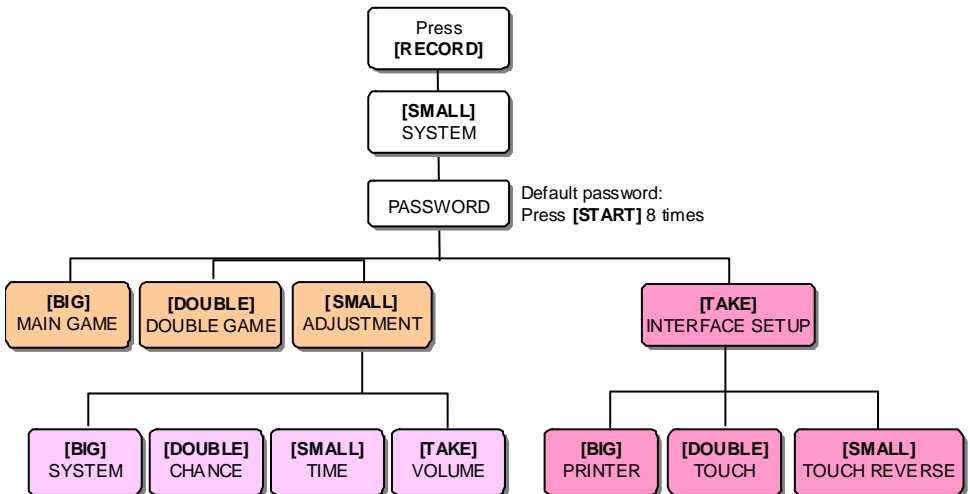 Press
[RECORD]
[SMALL]
SYSTEM
PASSWORD
Default password:
Press [START] 8 times
[BIG]
MAIN GAME
[DOUBLE]
DOUBLE GAME
[SMALL]
ADJUSTMENT
[TAKE]
INTERFACE SETUP
[BIG]
SYSTEM
[DOUBLE]
CHANCE
[SMALL]
TIME
[TAKE]
VOLUME
[BIG]
PRINTER
[DOUBLE]
TOUCH
[SMALL]
TOUCH REVERSE